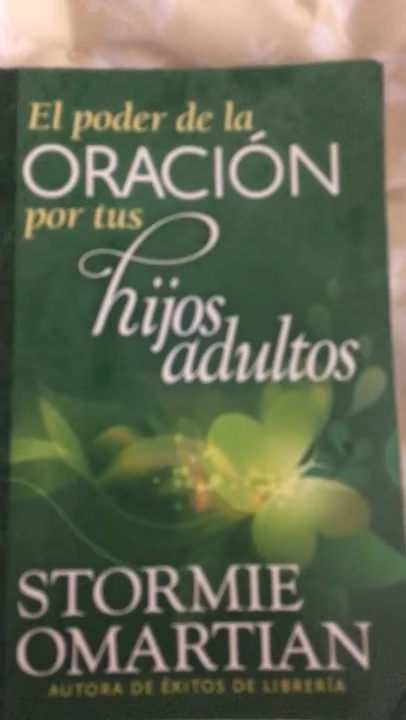 El poder de la
ORACIÓN
por tus
hijos
adultos
STORMIE
OMARTIAN
AUTORA DE ÉXITOS DE LIBRERÍA